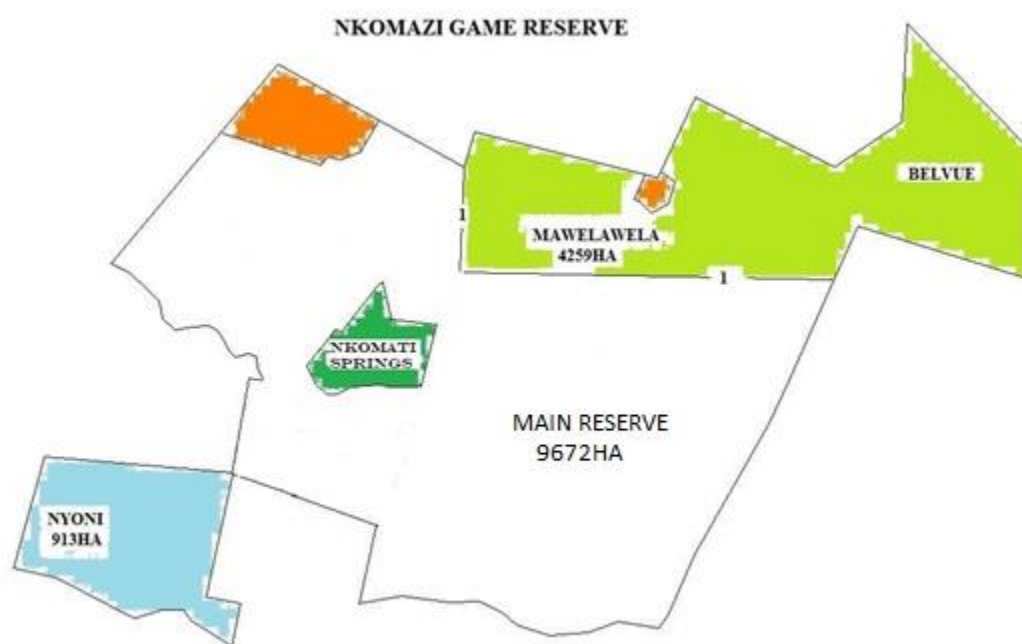 NKOMAZI GAME RESERVE
BELVUE
1
MAWELAWELA
4259HA
1
NKOMATI
SPRINGS
MAIN RESERVE
9672HA
NYONI
913HA